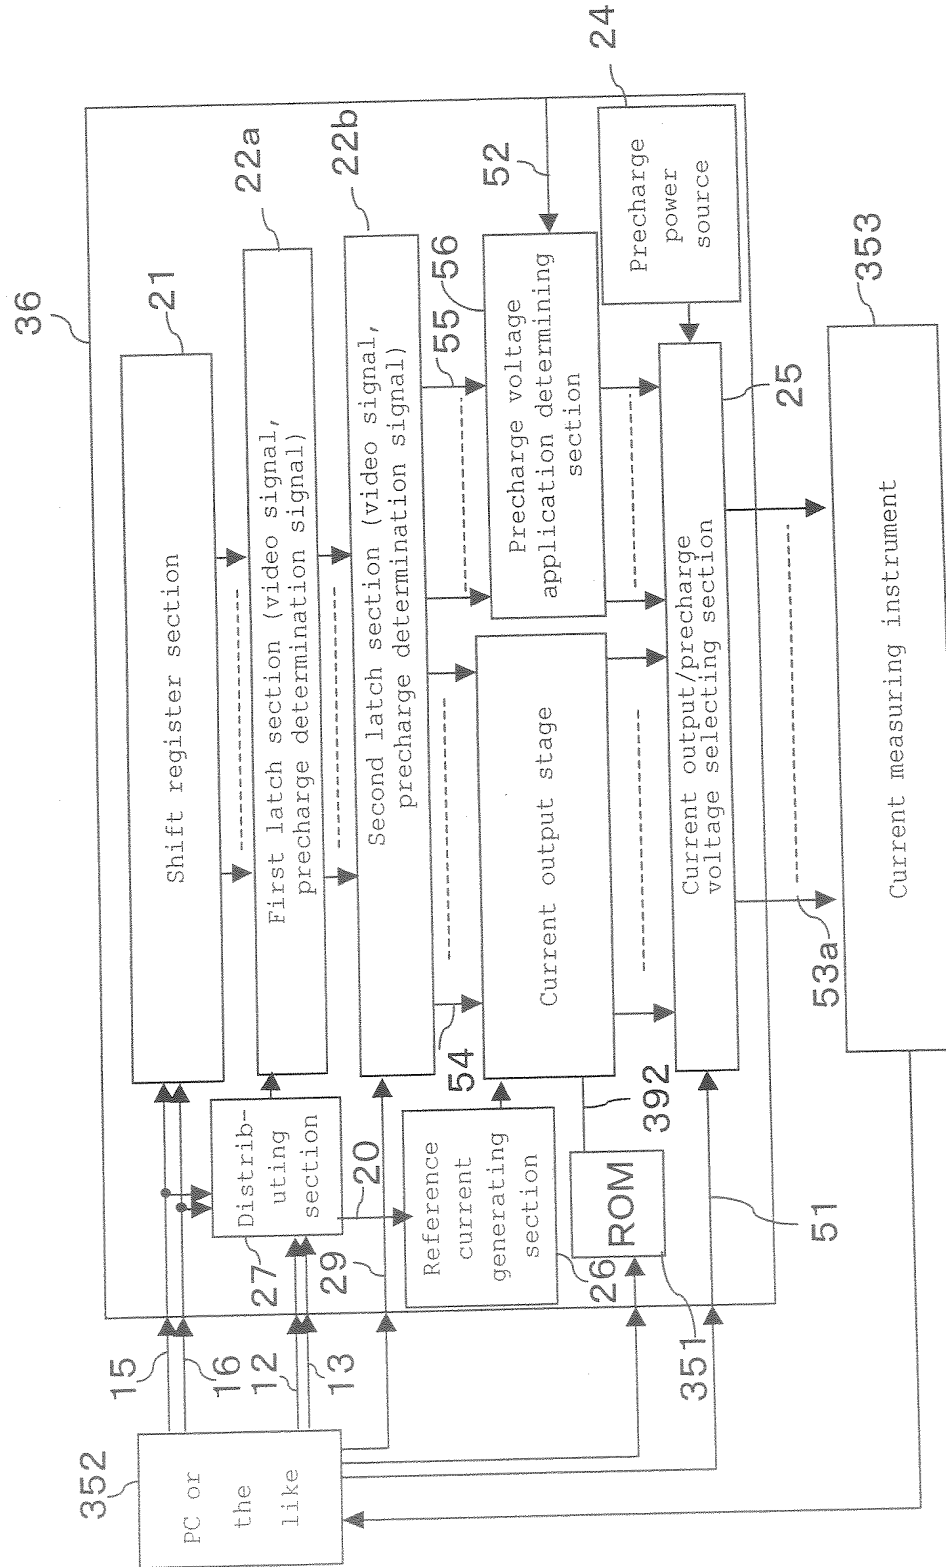 36
21
22a
22b
52
24
Shift register section
First latch section (video signal,
precharge determination signal)
Second latch section (video signal,
precharge determination signal)
55
56
Precharge voltage
application determining
section
Precharge
power
source
353
25
Current output/precharge
voltage selecting section
Current output stage
Current measuring instrument
53a
54
392
Distrib-
uting
section
20
27
29
Reference
current
generating
section
26
ROM
351
51
15
16
12
13
352
PC or
the
like